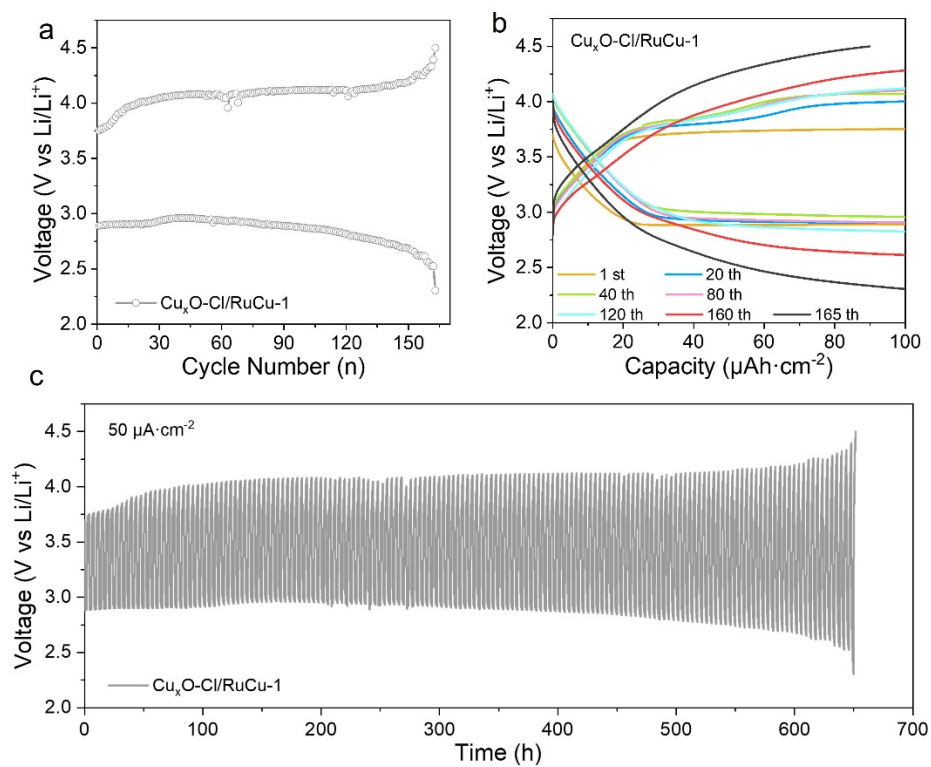 a
4.5
4.0
3.5
3.0
2.5
2.0
Voltage (V vs Li/Li⁺)
CuₓO-Cl/RuCu-1
0 30 60 90 120 150
Cycle Number (n)
b
CuₓO-Cl/RuCu-1
4.5
4.0
3.5
3.0
2.5
2.0
Voltage (V vs Li/Li⁺)
1 st 20 th
40 th 80 th
120 th 160 th 165 th
0 20 40 60 80 100
Capacity (μAh·cm⁻²)
c
50 μA·cm⁻²
4.5
4.0
3.5
3.0
2.5
2.0
Voltage (V vs Li/Li⁺)
CuₓO-Cl/RuCu-1
0 100 200 300 400 500 600 700
Time (h)